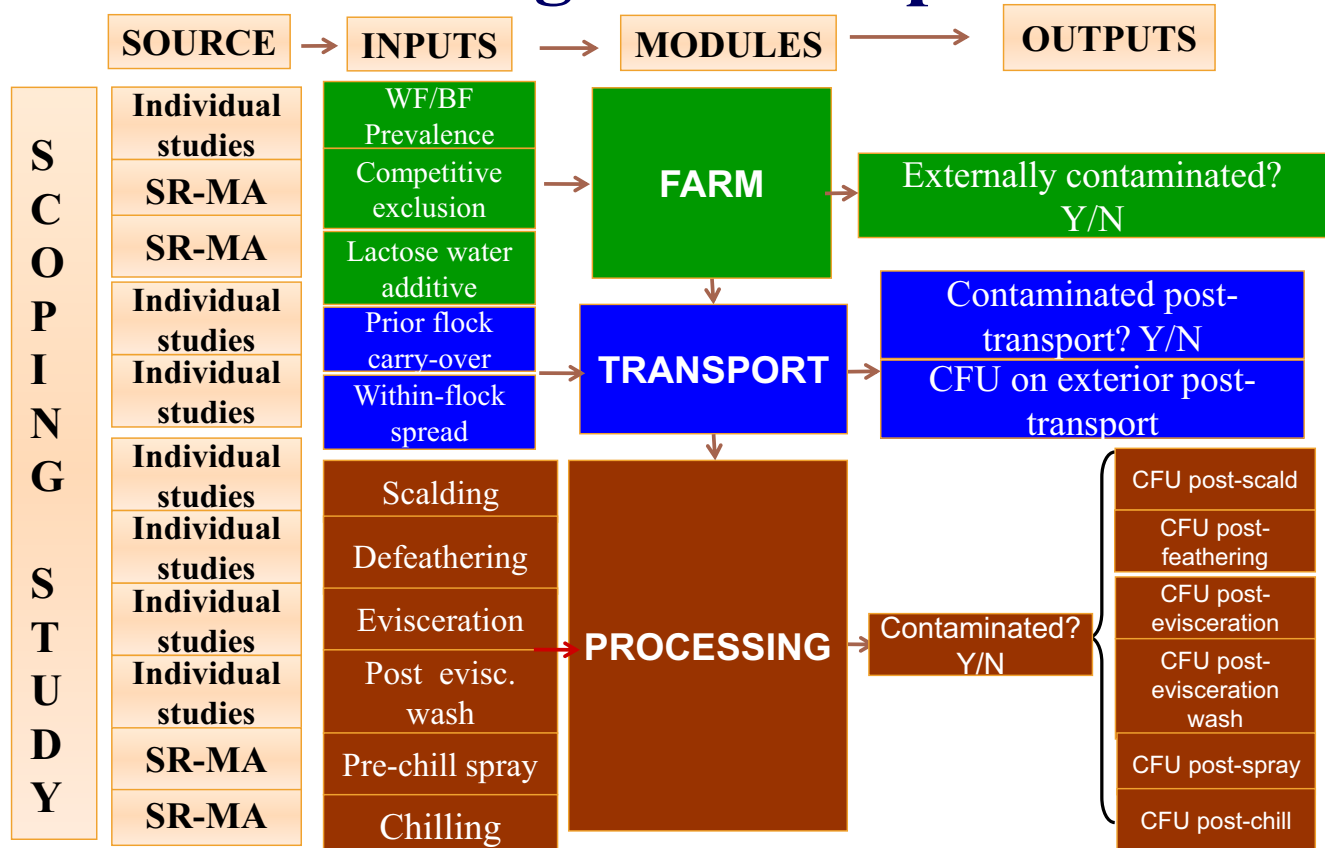 SOURCE
INPUTS
MODULES
OUTPUTS
SCOPING
STUDY
Individual
studies
SR-MA
SR-MA
Individual
studies
Individual
studies
Individual
studies
Individual
studies
Individual
studies
Individual
studies
SR-MA
SR-MA
WF/BF
Prevalence
Competitive
exclusion
Lactose water
additive
Prior flock
carry-over
Within-flock
spread
Scalding
Defeathering
Evisceration
Post evisc.
wash
Pre-chill spray
Chilling
FARM
TRANSPORT
PROCESSING
Externally contaminated?
Y/N
Contaminated post-
transport? Y/N
CFU on exterior post-
transport
Contaminated?
Y/N
CFU post-scald
CFU post-
feathering
CFU post-
evisceration
CFU post-
evisceration
wash
CFU post-spray
CFU post-chill